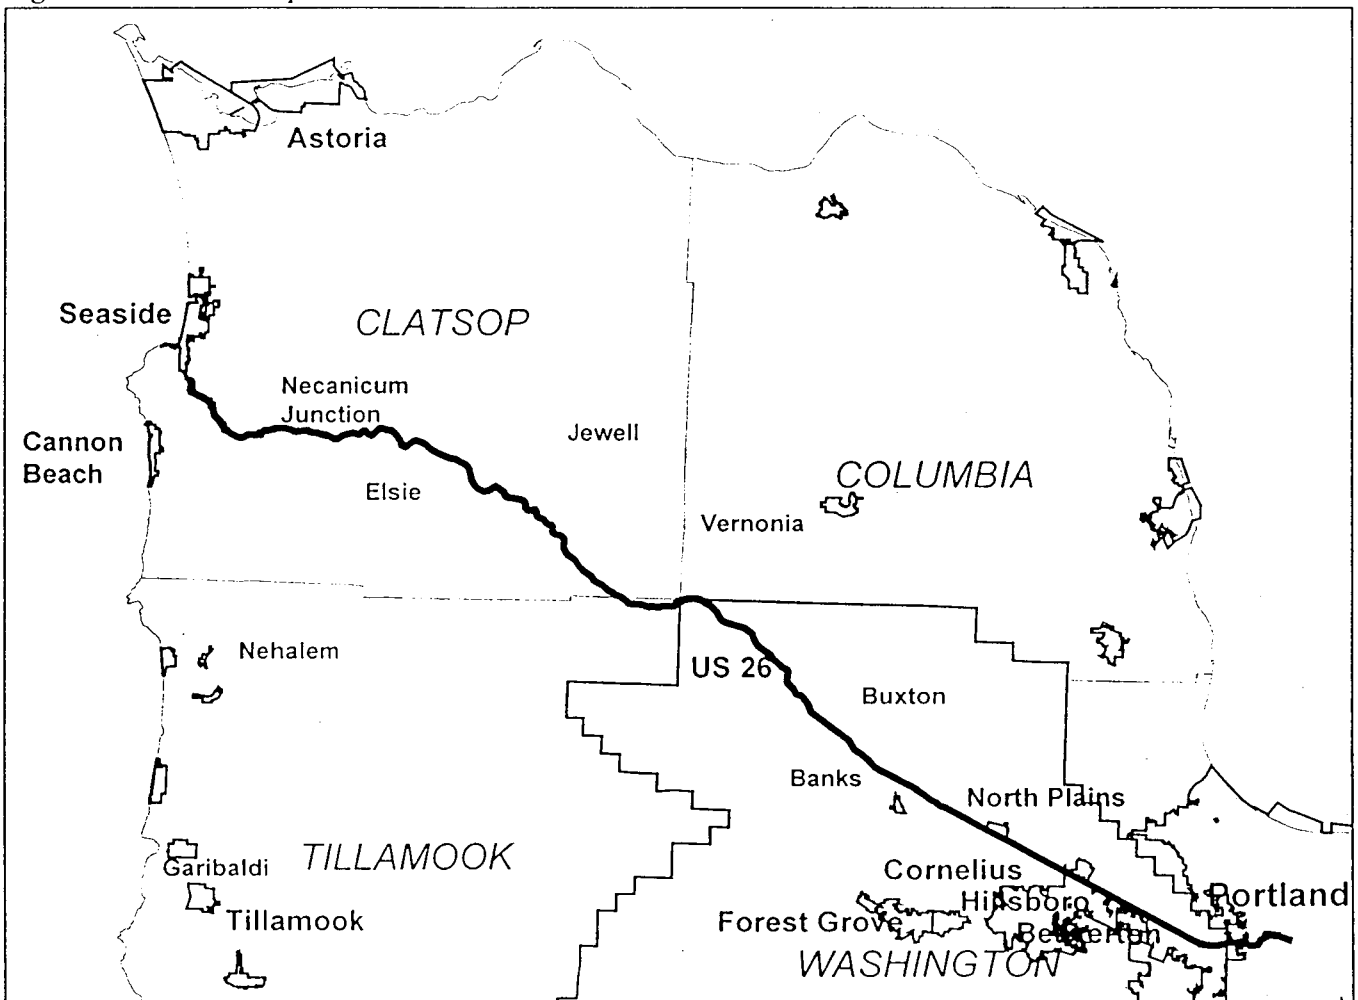 Astoria
Seaside
CLATSOP
Necanicum
Junction
Jewell
Cannon
Beach
COLUMBIA
Elsie
Vernonia
Nehalem
US 26
Buxton
Banks
North Plains
Garibaldi
TILLAMOOK
Cornelius
Hillsboro
Portland
Tillamook
Forest Grove
Beaverton
WASHINGTON